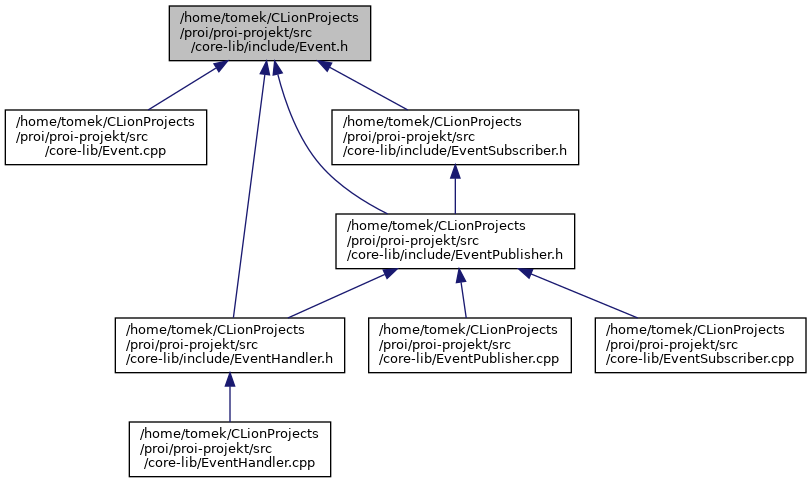 /home/tomek/CLionProjects
/proi/proi-projekt/src
/core-lib/include/Event.h
/home/tomek/CLionProjects
/proi/proi-projekt/src
/core-lib/Event.cpp
/home/tomek/CLionProjects
/proi/proi-projekt/src
/core-lib/include/EventSubscriber.h
/home/tomek/CLionProjects
/proi/proi-projekt/src
/core-lib/include/EventPublisher.h
/home/tomek/CLionProjects
/proi/proi-projekt/src
/core-lib/include/EventHandler.h
/home/tomek/CLionProjects
/proi/proi-projekt/src
/core-lib/EventPublisher.cpp
/home/tomek/CLionProjects
/proi/proi-projekt/src
/core-lib/EventSubscriber.cpp
/home/tomek/CLionProjects
/proi/proi-projekt/src
/core-lib/EventHandler.cpp